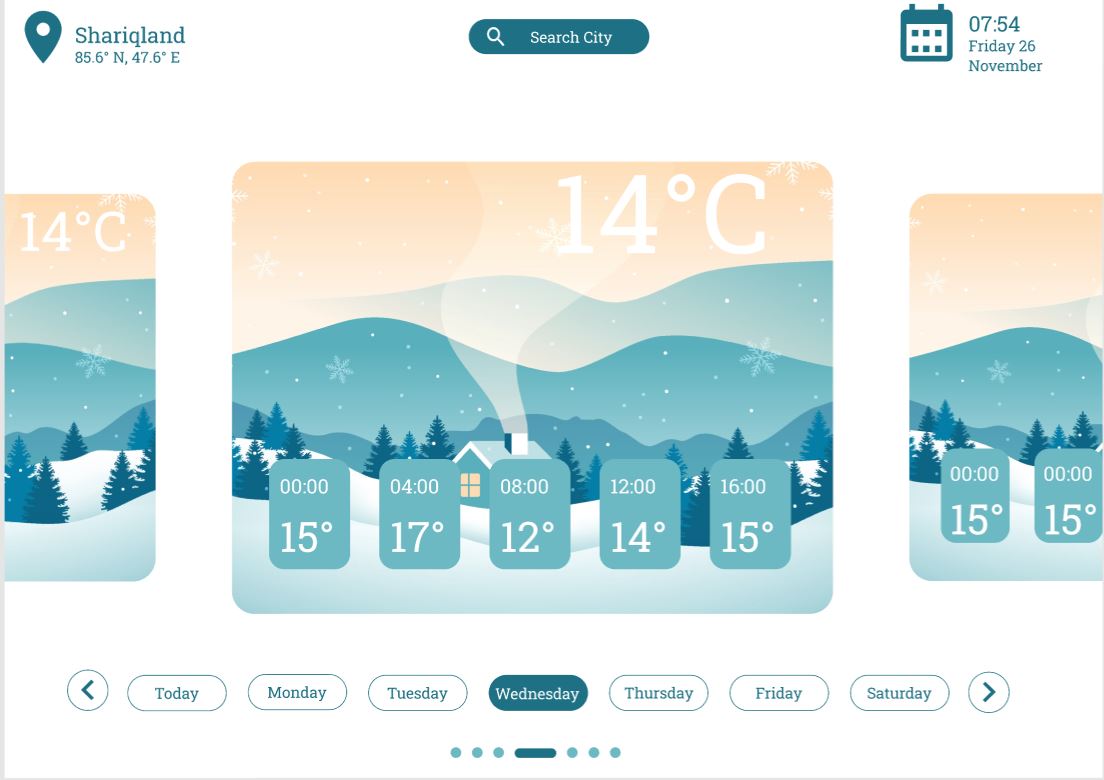 Shariqland
85.6° N, 47.6° E
Search City
07:54
Friday 26
November
14°C
14°C
00:00
15°
04:00
17°
08:00
12°
12:00
14°
16:00
15°
00:00
15°
00:00
15°
Today
Monday
Tuesday
Wednesday
Thursday
Friday
Saturday